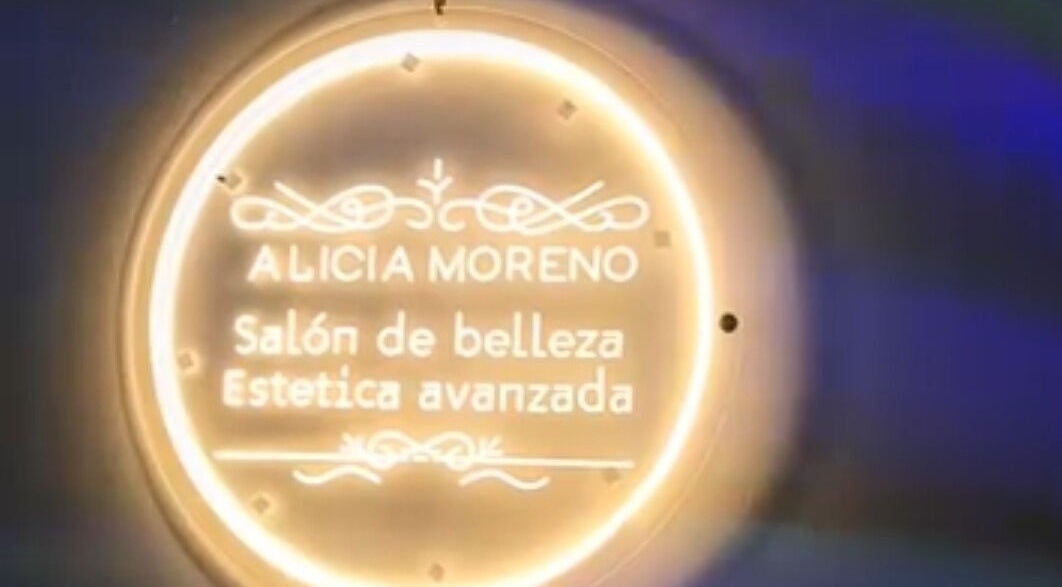 ALICIA MORENO
Salón de belleza
Estetica avanzada